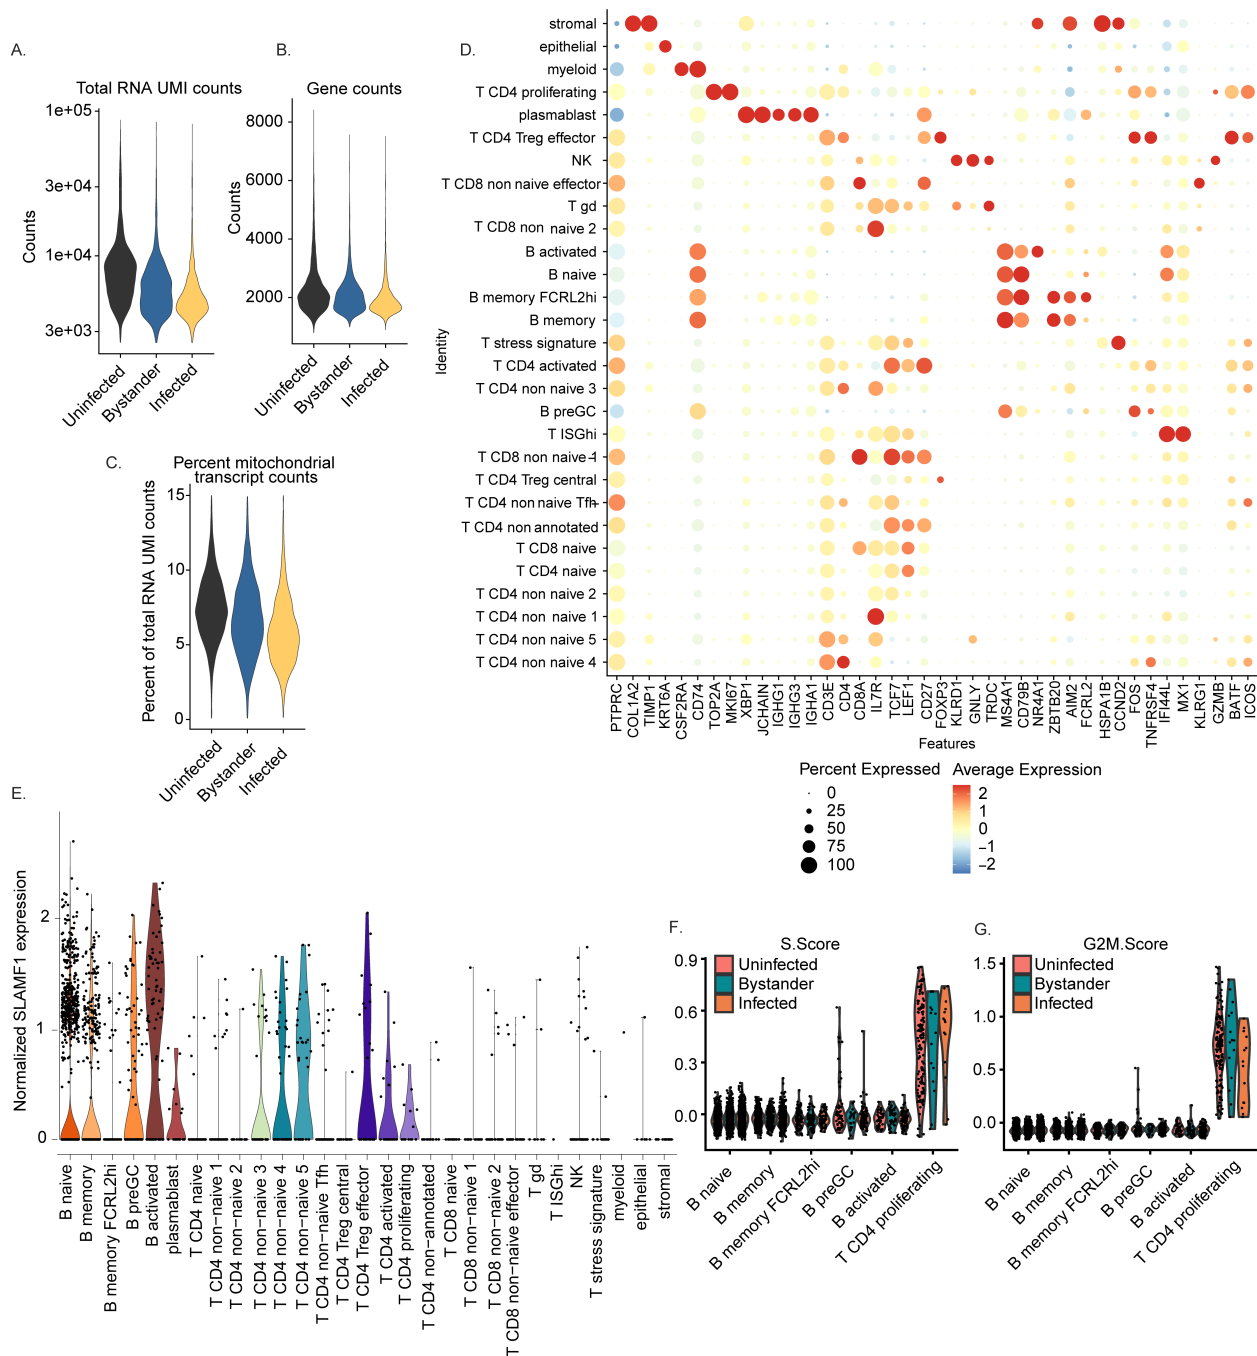 A.
Total RNA UMI counts
1e+05
3e+04
1e+04
3e+03
Counts
Uninfected
Bystander
Infected
B.
Gene counts
8000
6000
4000
2000
Counts
Uninfected
Bystander
Infected
C.
Percent mitochondrial
transcript counts
15
10
5
0
Percent of total RNA UMI counts
Uninfected
Bystander
Infected
D.
Identity
stromal
epithelial
myeloid
T CD4 proliferating
plasmablast
T CD4 Treg effector
NK
T CD8 non naive effector
T gd
T CD8 non naive 2
B activated
B naive
B memory FCRL2hi
B memory
T stress signature
T CD4 activated
T CD4 non naive 3
B preGC
T ISGhi
T CD8 non naive 1
T CD4 Treg central
T CD4 non naive Tfh
T CD4 non annotated
T CD8 naive
T CD4 naive
T CD4 non naive 2
T CD4 non naive 1
T CD4 non naive 5
T CD4 non naive 4
PTPRC
COL1A2
TIMP1
KRT6A
CSF2RA
CD74
TOP2A
MKI67
XBP1
JCHAIN
IGHG1
IGHG3
IGHA1
CD3E
CD4
CD8A
IL7R
TCF7
LEF1
CD27
FOXP3
KLRD1
GNLY
TRDC
MS4A1
CD79B
NR4A1
ZBTB20
AIM2
FCRL2
HSPA1B
CCND2
FOS
TNFRSF4
IFI44L
MX1
KLRG1
GZMB
BATF
ICOS
Features
Percent Expressed
0
25
50
75
100
Average Expression
2
1
0
−1
−2
E.
Normalized SLAMF1 expression
2
1
0
B naive
B memory
B memory FCRL2hi
B preGC
B activated
plasmablast
T CD4 naive
T CD4 non−naive 1
T CD4 non−naive 2
T CD4 non−naive 3
T CD4 non−naive 4
T CD4 non−naive 5
T CD4 non−naive Tfh
T CD4 Treg central
T CD4 Treg effector
T CD4 activated
T CD4 proliferating
T CD4 non−annotated
T CD8 naive
T CD8 non−naive 1
T CD8 non−naive 2
T CD8 non−naive effector
T gd
T ISGhi
NK
T stress signature
myeloid
epithelial
stromal
F.
S.Score
Uninfected
Bystander
Infected
0.9
0.6
0.3
0.0
B naive
B memory
B memory FCRL2hi
B preGC
B activated
T CD4 proliferating
G.
G2M.Score
Uninfected
Bystander
Infected
1.5
1.0
0.5
0.0
B naive
B memory
B memory FCRL2hi
B preGC
B activated
T CD4 proliferating